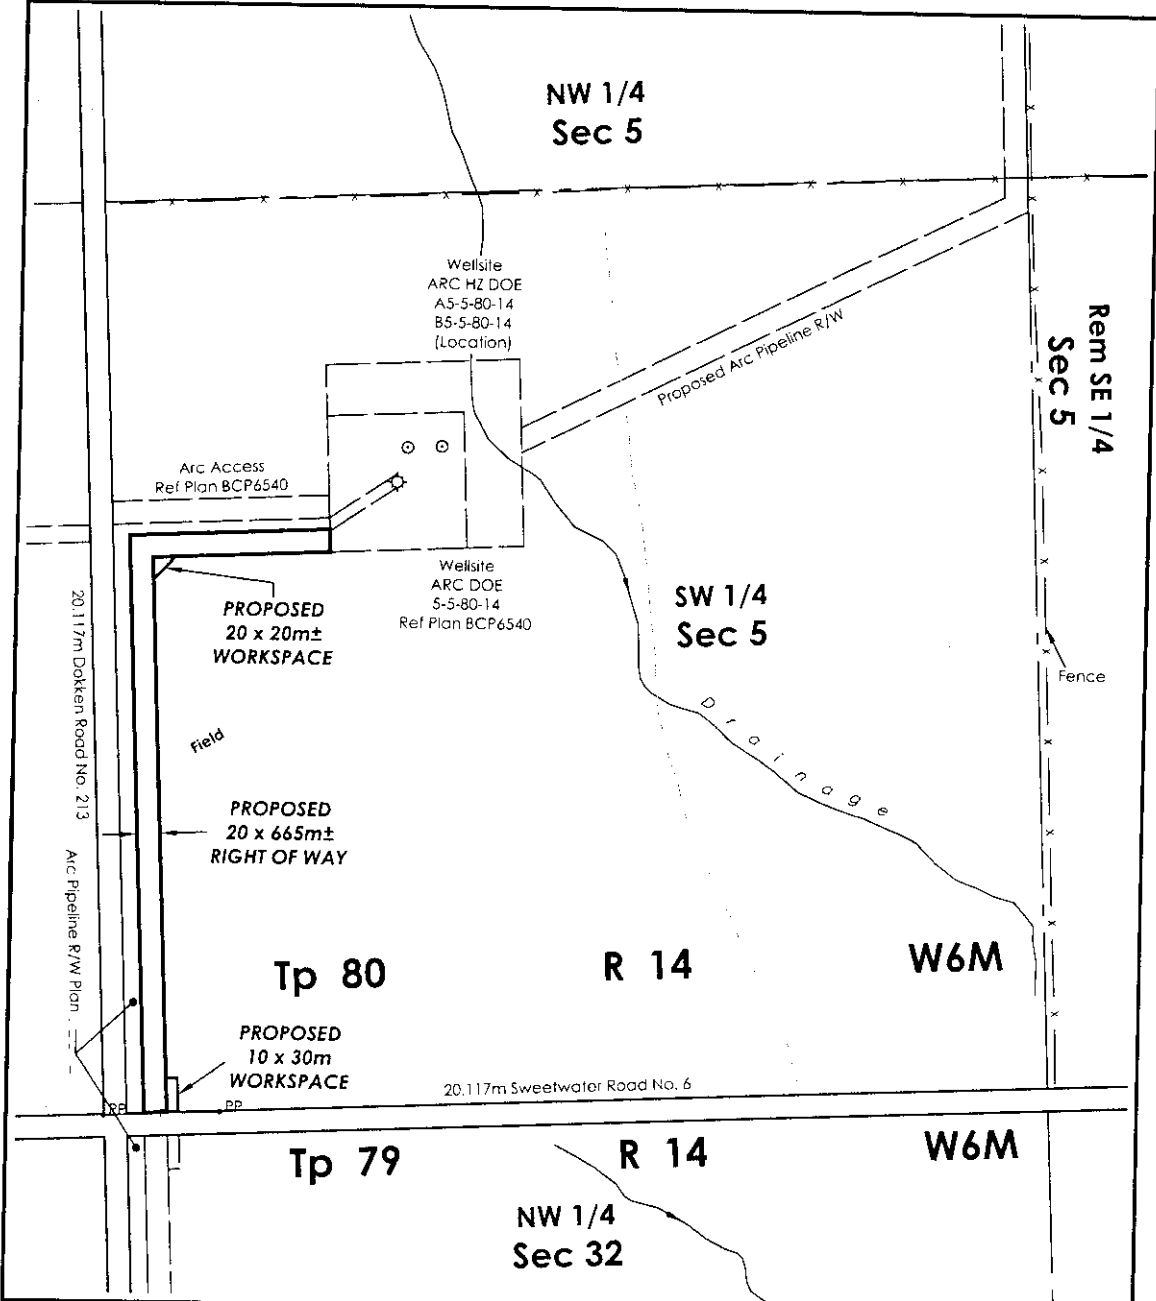 NW 1/4
Sec 5
Wellsite
ARC HZ DOE
A5-5-80-14
B5-5-80-14
(Location)
Proposed Arc Pipeline R/W
Rem SE 1/4
Sec 5
Arc Access
Ref Plan BCP6540
Wellsite
ARC DOE
5-5-80-14
Ref Plan BCP6540
PROPOSED
20 x 20m±
WORKSPACE
SW 1/4
Sec 5
Fence
20.117m Dokken Road No. 213
Field
Drainage
PROPOSED
20 x 665m±
RIGHT OF WAY
Arc Pipeline R/W Plan
Tp 80 R 14 W6M
PROPOSED
10 x 30m
WORKSPACE
20.117m Sweetwater Road No. 6
PP PP
Tp 79 R 14 W6M
NW 1/4
Sec 32